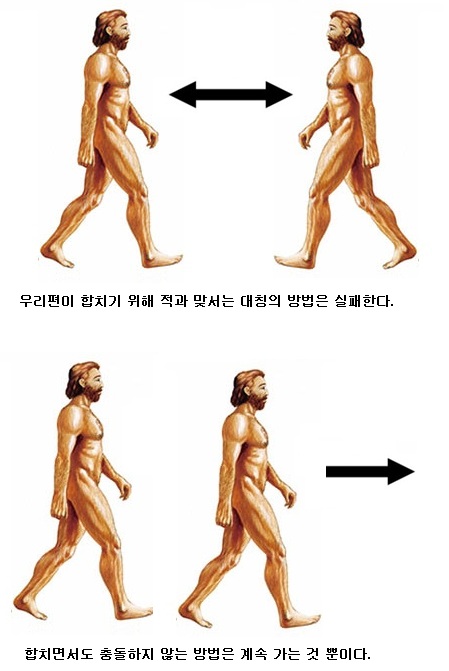 우리편이 합치기 위해 적과 맞서는 대칭의 방법은 실패한다.
합치면서도 충돌하지 않는 방법은 계속 가는 것 뿐이다.